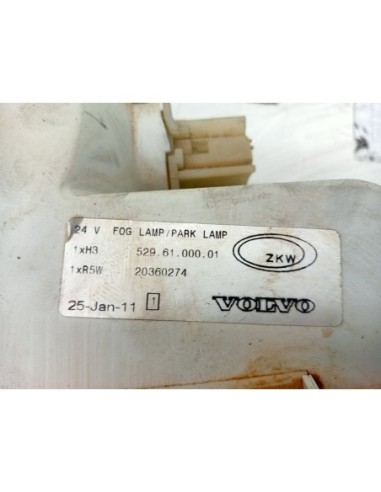 24 V FOG LAMP/PARK LAMP
1xH3 529.61.000.01
1xR5W 20360274
ZKW
25-Jan-11 1 VOLVO